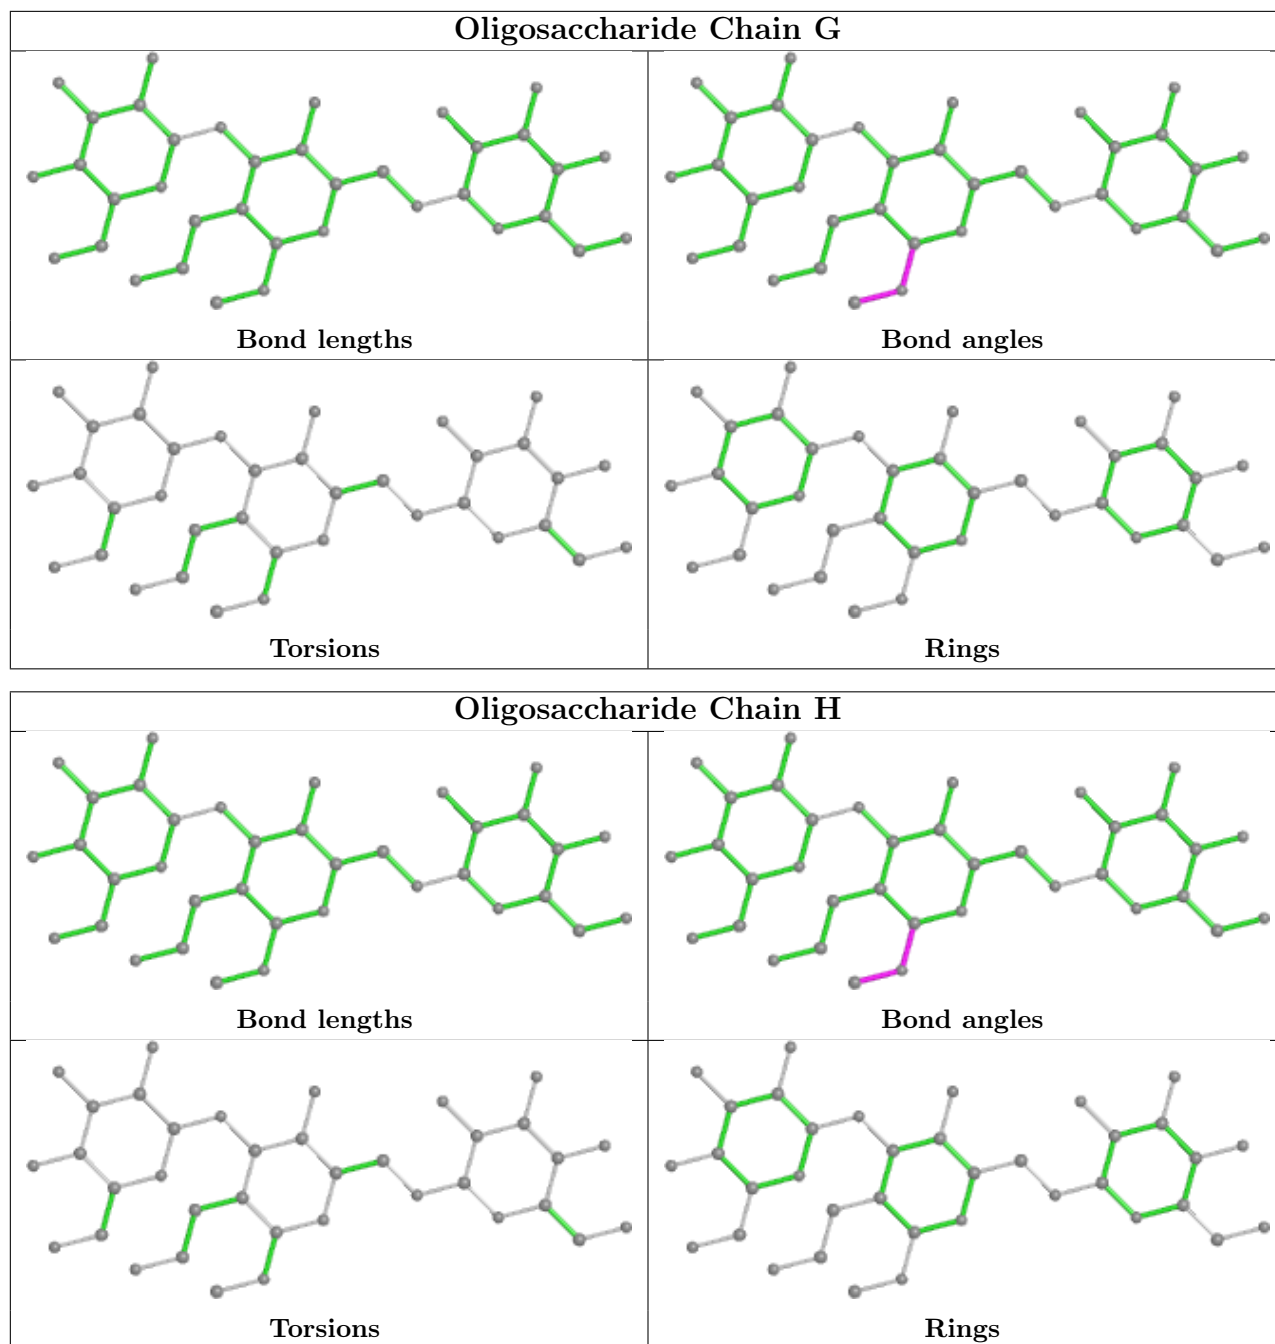 Oligosaccharide Chain G
Bond lengths
Bond angles
Torsions
Rings
Oligosaccharide Chain H
Bond lengths
Bond angles
Torsions
Rings